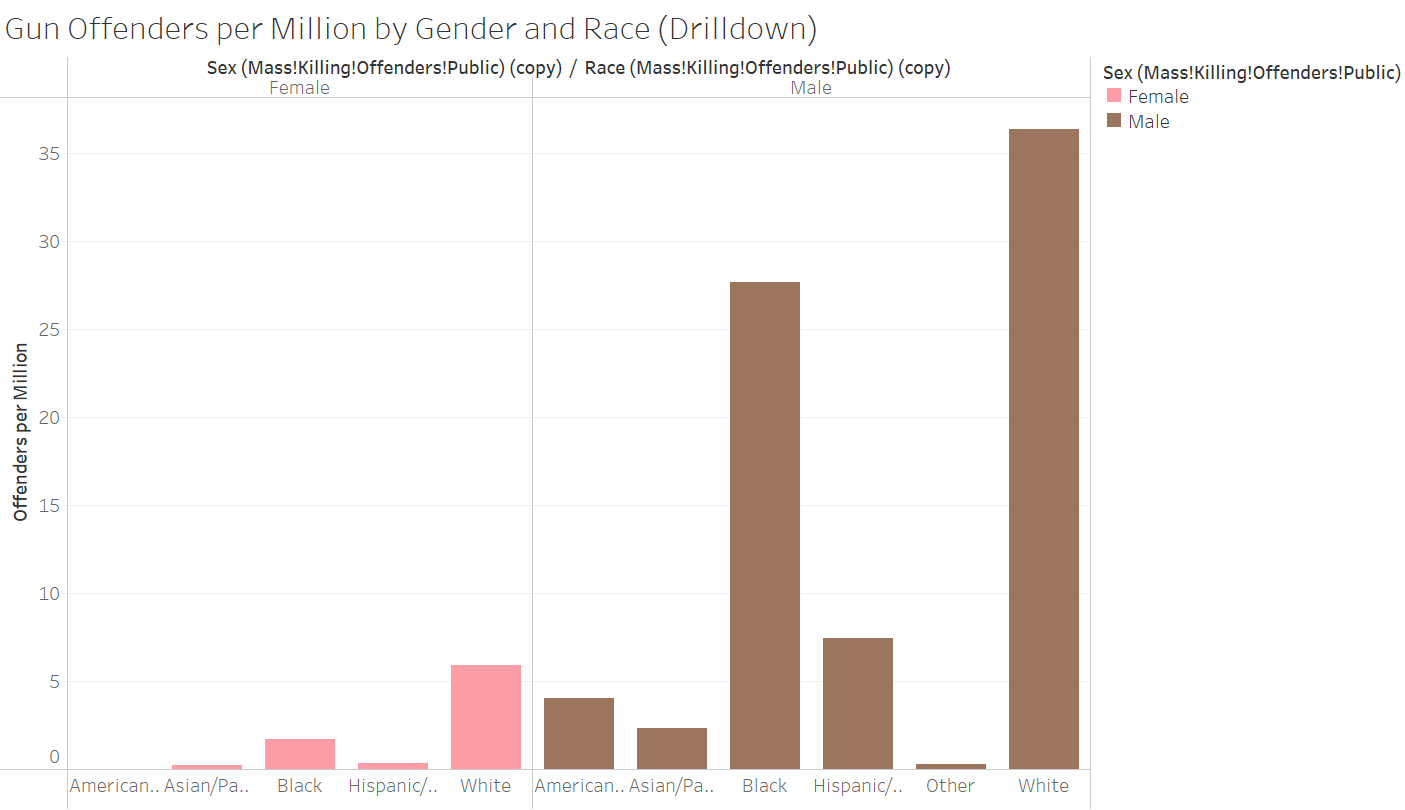 Gun Offenders per Million by Gender and Race (Drilldown)
Sex (Mass!Killing!Offenders!Public) (copy) / Race (Mass!Killing!Offenders!Public) (copy)
Female
Male
Sex (Mass!Killing!Offenders!Public)
Female
Male
Offenders per Million
35
30
25
20
15
10
5
0
American.. Asian/Pa.. Black Hispanic/.. White American.. Asian/Pa.. Black Hispanic/.. Other White